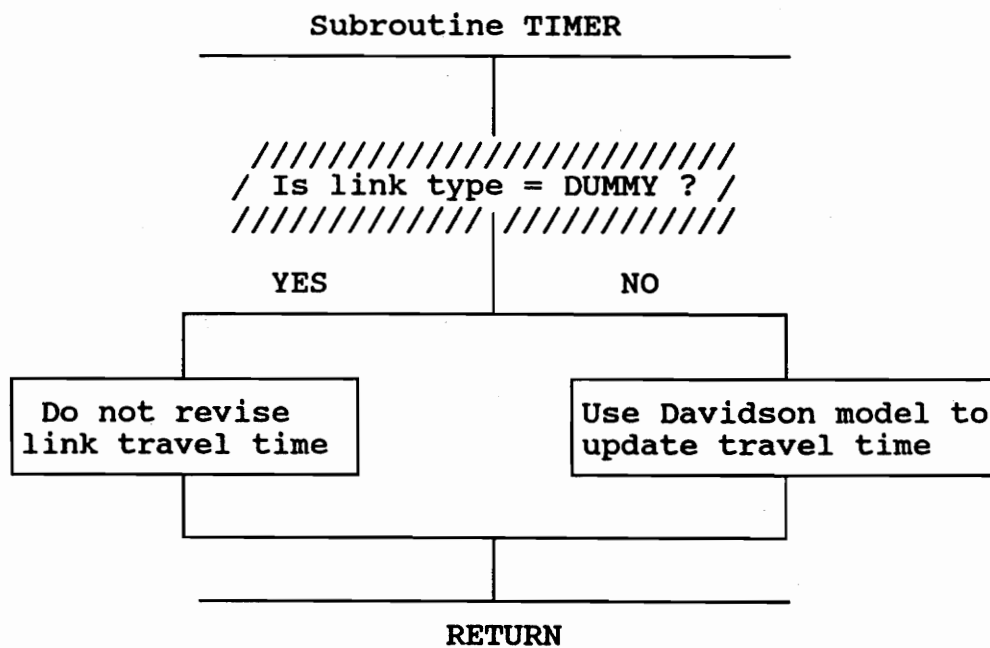 Subroutine TIMER
Is link type = DUMMY ?
YES
NO
Do not revise
link travel time
Use Davidson model to
update travel time
RETURN